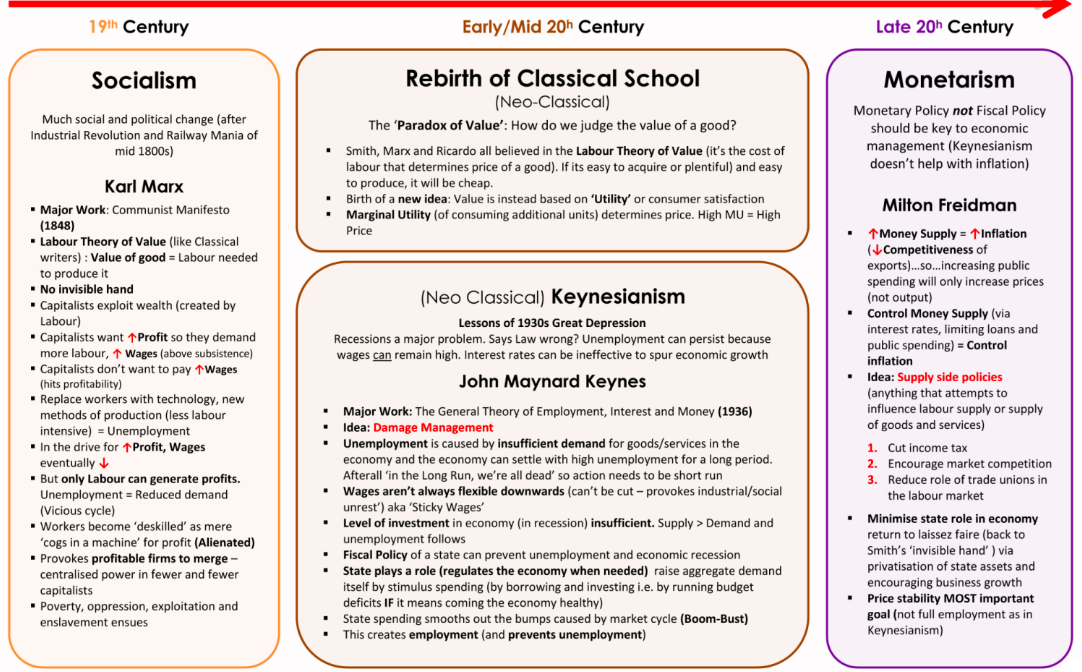 19th Century
Socialism
Much social and political change (after
Industrial Revolution and Railway Mania of
mid 1800s)
Karl Marx
▪ Major Work: Communist Manifesto
(1848)
▪ Labour Theory of Value (like Classical
writers) : Value of good = Labour needed
to produce it
▪ No invisible hand
▪ Capitalists exploit wealth (created by
Labour)
▪ Capitalists want ↑Profit so they demand
more labour, ↑ Wages (above subsistence)
▪ Capitalists don't want to pay ↑Wages
(hits profitability)
▪ Replace workers with technology, new
methods of production (less labour
intensive) = Unemployment
▪ In the drive for ↑Profit, Wages
eventually ↓
▪ But only Labour can generate profits.
Unemployment = Reduced demand
(Vicious cycle)
▪ Workers become 'deskilled' as mere
'cogs in a machine' for profit (Alienated)
▪ Provokes profitable firms to merge –
centralised power in fewer and fewer
capitalists
▪ Poverty, oppression, exploitation and
enslavement ensues
Early/Mid 20h Century
Rebirth of Classical School
(Neo-Classical)
The 'Paradox of Value': How do we judge the value of a good?
▪ Smith, Marx and Ricardo all believed in the Labour Theory of Value (it's the cost of
labour that determines price of a good). If its easy to acquire or plentiful) and easy
to produce, it will be cheap.
▪ Birth of a new idea: Value is instead based on 'Utility' or consumer satisfaction
▪ Marginal Utility (of consuming additional units) determines price. High MU = High
Price
(Neo Classical) Keynesianism
Lessons of 1930s Great Depression
Recessions a major problem. Says Law wrong? Unemployment can persist because
wages can remain high. Interest rates can be ineffective to spur economic growth
John Maynard Keynes
▪ Major Work: The General Theory of Employment, Interest and Money (1936)
▪ Idea: Damage Management
▪ Unemployment is caused by insufficient demand for goods/services in the
economy and the economy can settle with high unemployment for a long period.
Afterall 'in the Long Run, we're all dead' so action needs to be short run
▪ Wages aren't always flexible downwards (can't be cut – provokes industrial/social
unrest') aka 'Sticky Wages'
▪ Level of investment in economy (in recession) insufficient. Supply > Demand and
unemployment follows
▪ Fiscal Policy of a state can prevent unemployment and economic recession
▪ State plays a role (regulates the economy when needed) raise aggregate demand
itself by stimulus spending (by borrowing and investing i.e. by running budget
deficits IF it means coming the economy healthy)
▪ State spending smooths out the bumps caused by market cycle (Boom-Bust)
▪ This creates employment (and prevents unemployment)
Late 20h Century
Monetarism
Monetary Policy not Fiscal Policy
should be key to economic
management (Keynesianism
doesn't help with inflation)
Milton Freidman
▪ ↑Money Supply = ↑Inflation
(↓Competitiveness of
exports)...so...increasing public
spending will only increase prices
(not output)
▪ Control Money Supply (via
interest rates, limiting loans and
public spending) = Control
inflation
▪ Idea: Supply side policies
(anything that attempts to
influence labour supply or supply
of goods and services)
1. Cut income tax
2. Encourage market competition
3. Reduce role of trade unions in
the labour market
▪ Minimise state role in economy
return to laissez faire (back to
Smith's 'invisible hand' ) via
privatisation of state assets and
encouraging business growth
▪ Price stability MOST important
goal (not full employment as in
Keynesianism)